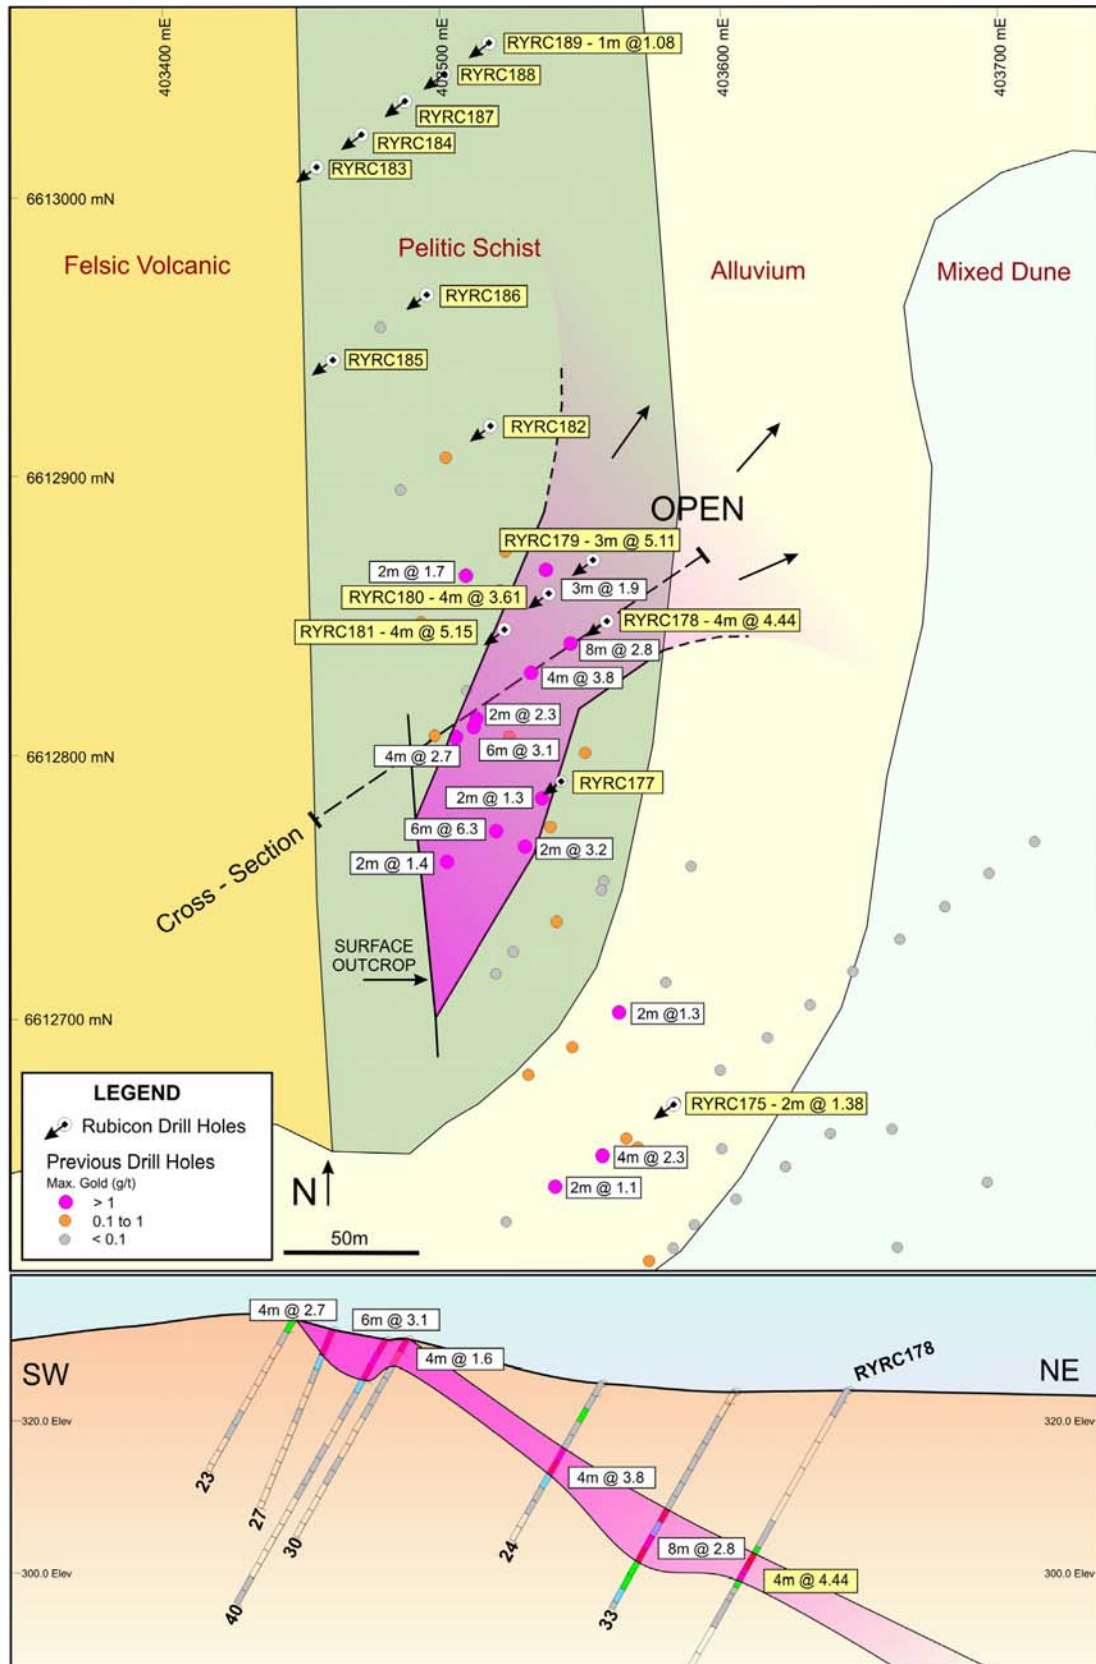 403400 mE
403500 mE
403600 mE
403700 mE
RYRC189 - 1m @1.08
RYRC188
RYRC187
RYRC184
RYRC183
6613000 mN
Felsic Volcanic
Pelitic Schist
Alluvium
Mixed Dune
RYRC186
RYRC185
RYRC182
6612900 mN
OPEN
RYRC179 - 3m @ 5.11
2m @ 1.7
3m @ 1.9
RYRC180 - 4m @ 3.61
RYRC178 - 4m @ 4.44
RYRC181 - 4m @ 5.15
8m @ 2.8
4m @ 3.8
2m @ 2.3
6612800 mN
4m @ 2.7
6m @ 3.1
RYRC177
2m @ 1.3
6m @ 6.3
2m @ 3.2
2m @ 1.4
Cross - Section
SURFACE
OUTCROP
6612700 mN
2m @1.3
RYRC175 - 2m @ 1.38
4m @ 2.3
2m @ 1.1
LEGEND
Rubicon Drill Holes
Previous Drill Holes
Max. Gold (g/t)
> 1
0.1 to 1
< 0.1
N
50m
4m @ 2.7
6m @ 3.1
4m @ 1.6
RYRC178
SW
NE
320.0 Elev
320.0 Elev
23
27
30
40
24
33
4m @ 3.8
8m @ 2.8
4m @ 4.44
300.0 Elev
300.0 Elev